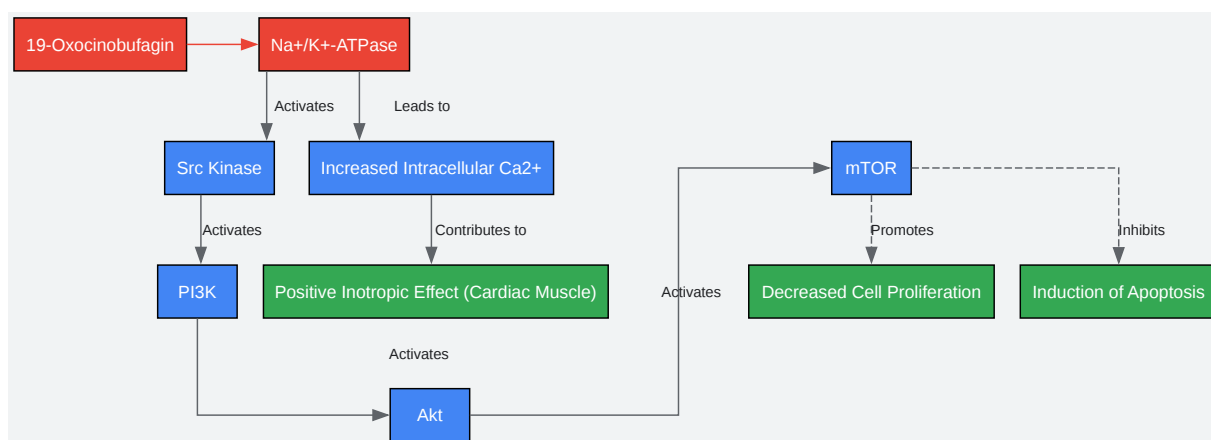 19-Oxocinobufagin
Na+/K+-ATPase
Activates
Leads to
Src Kinase
Increased Intracellular Ca2+
mTOR
Activates
Contributes to
Promotes
Inhibits
PI3K
Positive Inotropic Effect (Cardiac Muscle)
Activates
Decreased Cell Proliferation
Induction of Apoptosis
Activates
Akt